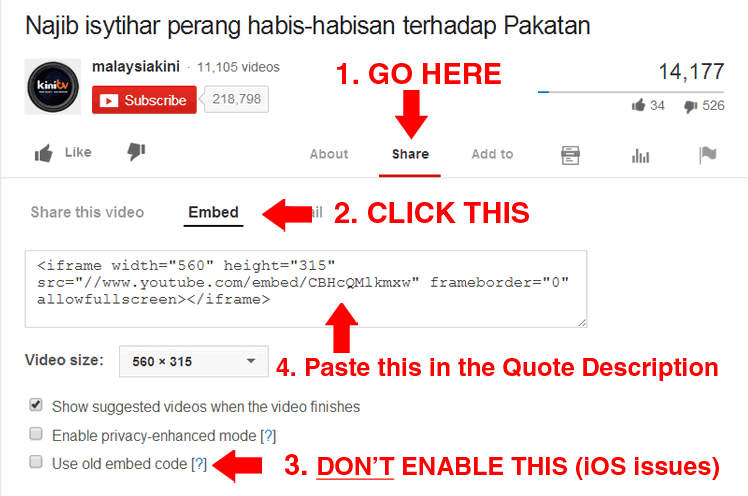 Najib isytihar perang habis-habisan terhadap Pakatan
kinitv
malaysiakini · 11,105 videos
Subscribe 218,798
1. GO HERE
14,177
34 526
Like
About Share Add to
Share this video Embed il
2. CLICK THIS
<iframe width="560" height="315"
src="//www.youtube.com/embed/CBHcQMlkmxw" frameborder="0"
allowfullscreen></iframe>
4. Paste this in the Quote Description
Video size: 560 × 315
Show suggested videos when the video finishes
Enable privacy-enhanced mode [?]
Use old embed code [?]
3. DON'T ENABLE THIS (iOS issues)